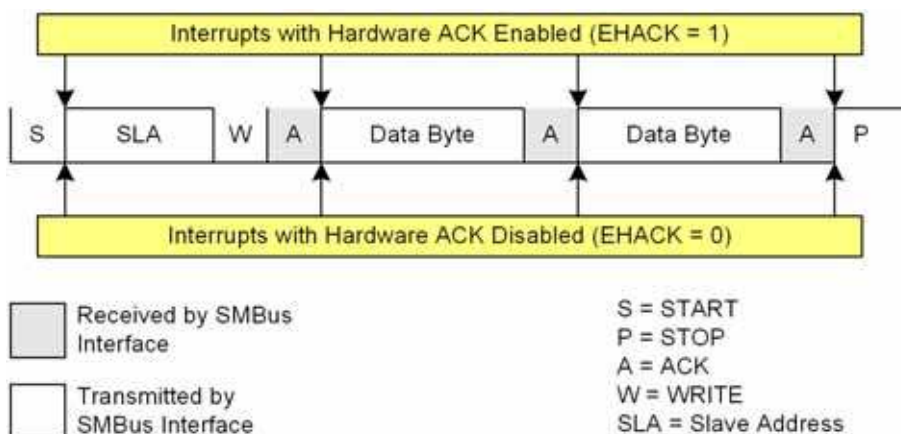 Interrupts with Hardware ACK Enabled (EHACK = 1)
S SLA W A Data Byte A Data Byte A P
Interrupts with Hardware ACK Disabled (EHACK = 0)
Received by SMBus
Interface
Transmitted by
SMBus Interface
S = START
P = STOP
A = ACK
W = WRITE
SLA = Slave Address